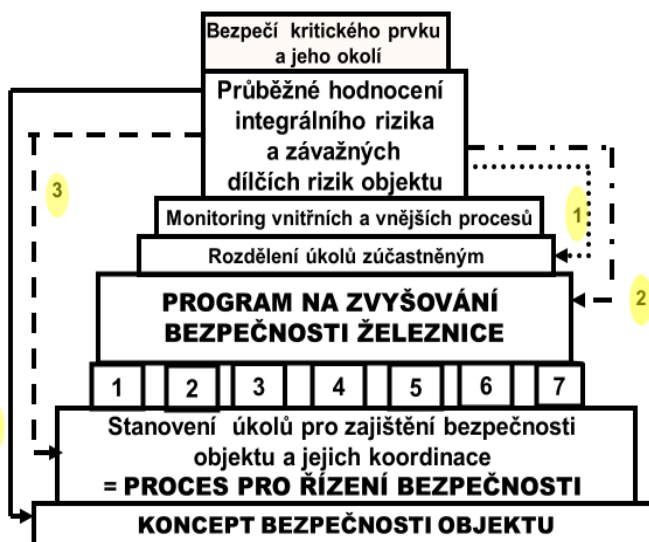 Bezpečí kritického prvku
a jeho okolí
Průběžné hodnocení
integrálního rizika
a závažných
dílčích rizik objektu
3
1
Monitoring vnitřních a vnějších procesů
Rozdělení úkolů zúčastněným
2
PROGRAM NA ZVYŠOVÁNÍ
BEZPEČNOSTI ŽELEZNICE
1 2 3 4 5 6 7
Stanovení úkolů pro zajištění bezpečnosti
objektu a jejich koordinace
= PROCES PRO ŘÍZENÍ BEZPEČNOSTI
KONCEPT BEZPEČNOSTI OBJEKTU